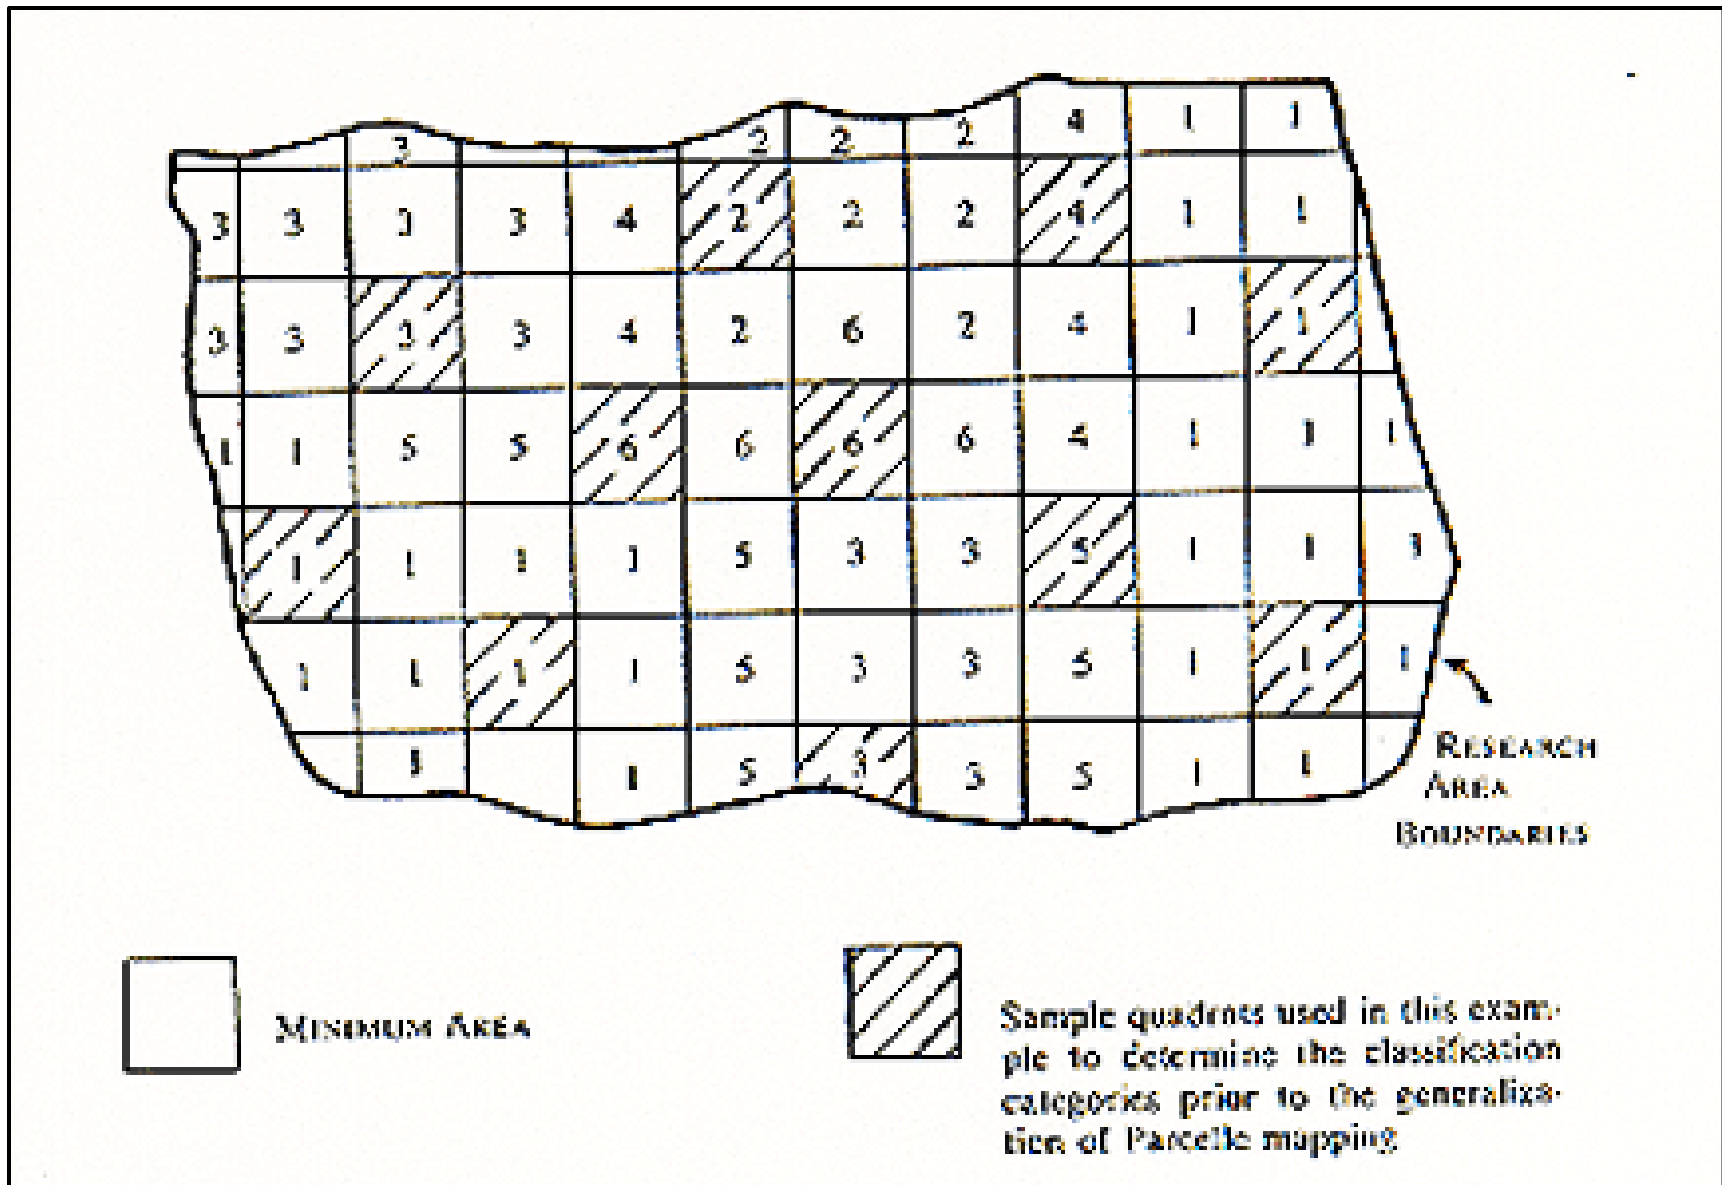 3 2 2 2 4 1 1
3 3 3 3 4 2 2 2 4 1 1
3 3 3 3 4 2 6 2 4 1 1
1 1 5 5 6 6 6 6 4 1 1 1
1 1 1 1 5 3 3 5 1 1 1
1 1 1 1 5 3 3 5 1 1 1
1 1 5 3 3 5 1 1
RESEARCH
AREA
BOUNDARIES
MINIMUM AREA
Sample quadrats used in this exam-
ple to determine the classification
categories prior to the generaliza-
tion of Parcelle mapping